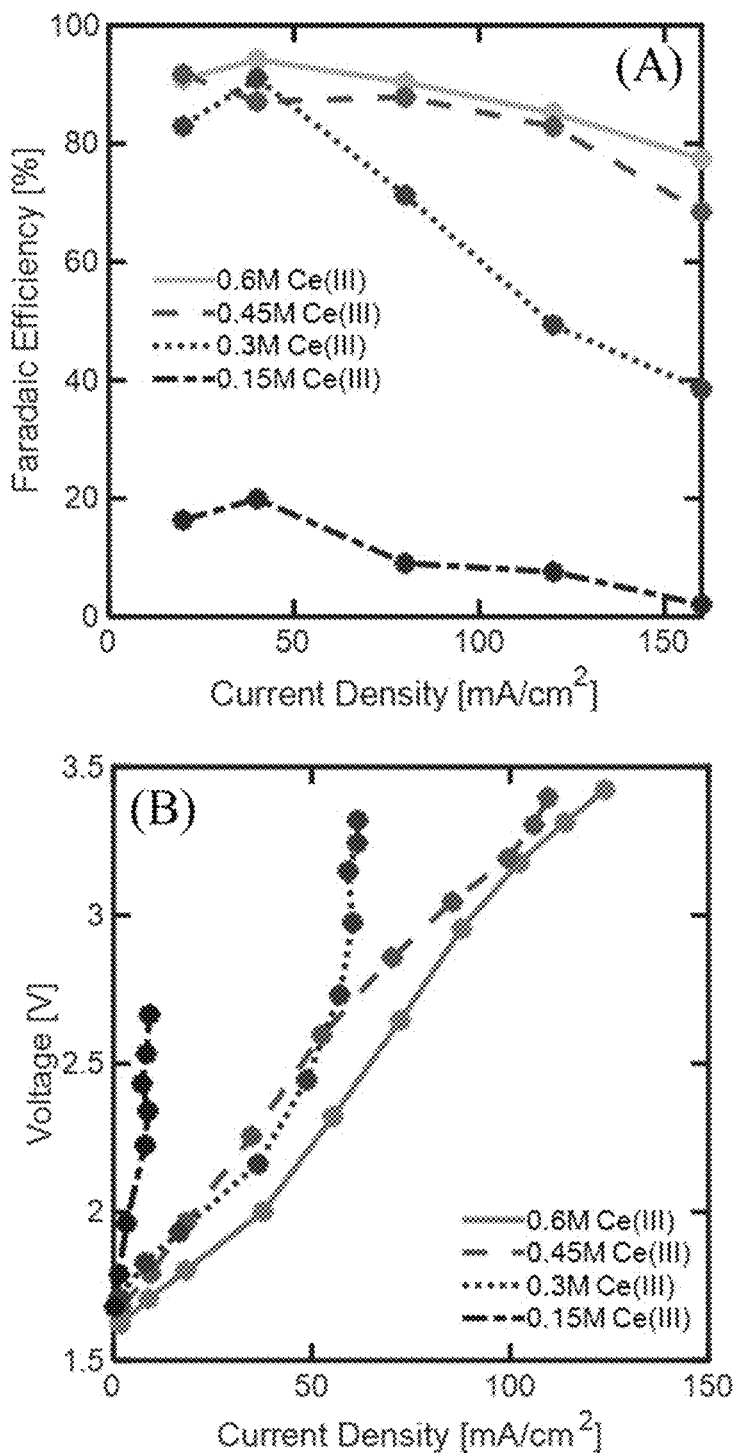 (A)
100
80
60
40
20
0
Faradaic Efficiency [%]
0.6M Ce(III)
0.45M Ce(III)
0.3M Ce(III)
0.15M Ce(III)
0 50 100 150
Current Density [mA/cm²]
(B)
3.5
3
2.5
2
1.5
Voltage [V]
0.6M Ce(III)
0.45M Ce(III)
0.3M Ce(III)
0.15M Ce(III)
0 50 100 150
Current Density [mA/cm²]